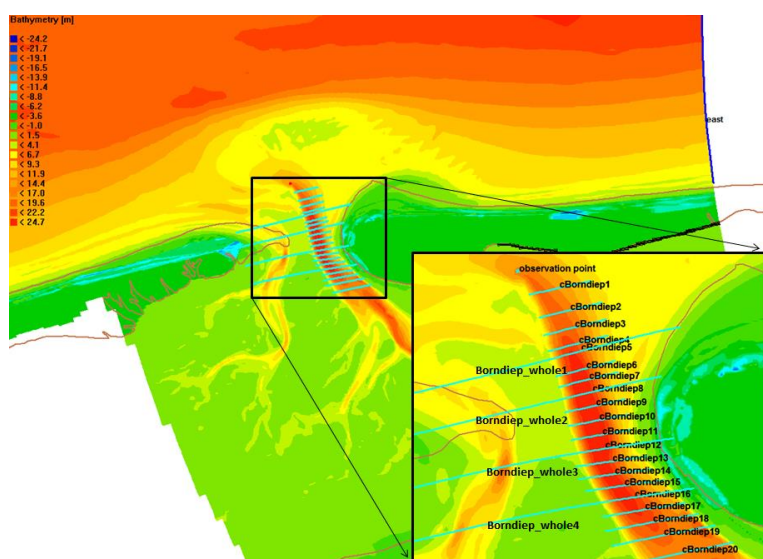 Bathymetry [m]
< -24.2
< -21.7
< -19.1
< -16.5
< -13.9
< -11.4
< -8.8
< -6.2
< -3.6
< -1.0
< 1.5
< 4.1
< 6.7
< 9.3
< 11.9
< 14.4
< 17.0
< 19.6
< 22.2
< 24.7
east
observation point
cBorndiep1
cBorndiep2
cBorndiep3
cBorndiep4
cBorndiep5
cBorndiep6
Borndiep_whole1
cBorndiep7
cBorndiep8
cBorndiep9
Borndiep_whole2
cBorndiep10
cBorndiep11
cBorndiep12
cBorndiep13
Borndiep_whole3
cBorndiep14
cBorndiep15
cBorndiep16
cBorndiep17
cBorndiep18
Borndiep_whole4
cBorndiep19
cBorndiep20